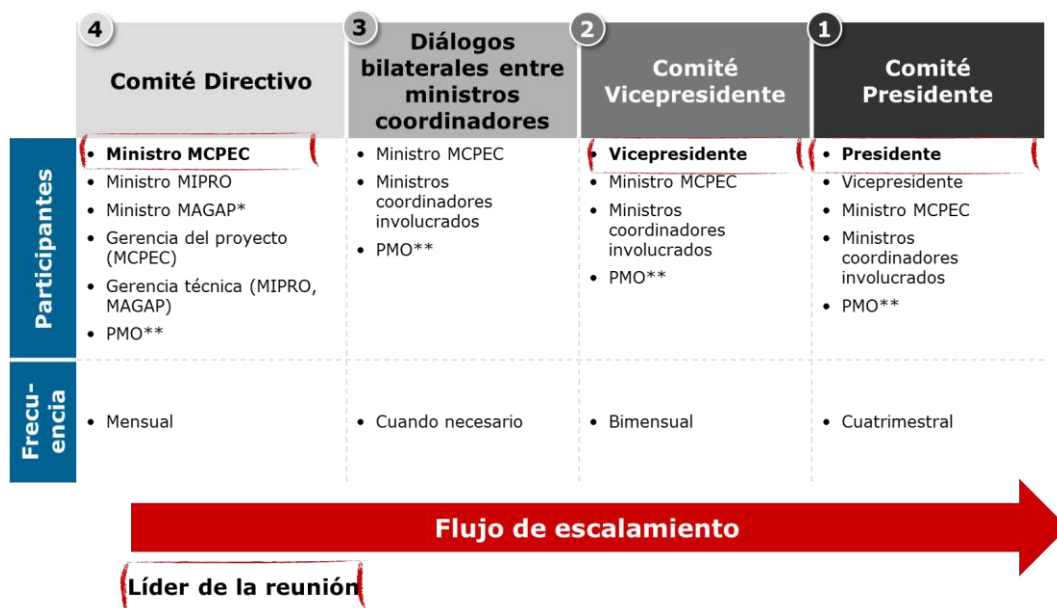 4
Comité Directivo
3
Diálogos
bilaterales entre
ministros
coordinadores
2
Comité
Vicepresidente
1
Comité
Presidente
Participantes
• Ministro MCPEC
• Ministro MIPRO
• Ministro MAGAP*
• Gerencia del proyecto
(MCPEC)
• Gerencia técnica (MIPRO,
MAGAP)
• PMO**
• Ministro MCPEC
• Ministros
coordinadores
involucrados
• PMO**
• Vicepresidente
• Ministro MCPEC
• Ministros
coordinadores
involucrados
• PMO**
• Presidente
• Vicepresidente
• Ministro MCPEC
• Ministros
coordinadores
involucrados
• PMO**
Frecu-
encia
• Mensual
• Cuando necesario
• Bimensual
• Cuatrimestral
Flujo de escalamiento
Líder de la reunión